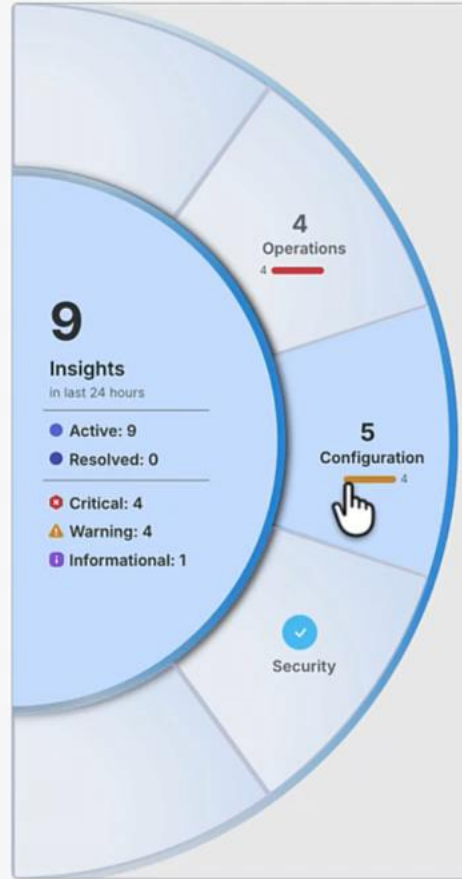 9
Insights
in last 24 hours
Active: 9
Resolved: 0
Critical: 4
Warning: 4
Informational: 1
4
Operations
4
5
Configuration
4
Security